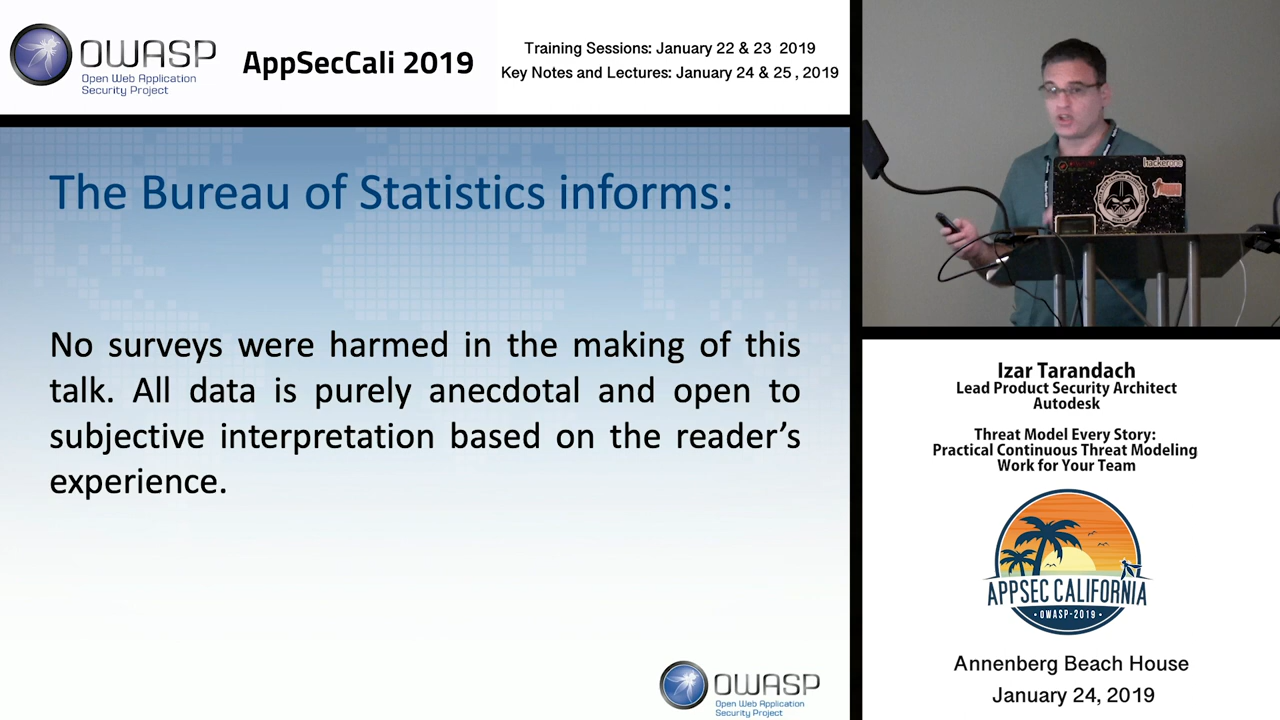 OWASP
Open Web Application
Security Project
AppSecCali 2019
Training Sessions: January 22 & 23 2019
Key Notes and Lectures: January 24 & 25 , 2019
The Bureau of Statistics informs:
No surveys were harmed in the making of this
talk. All data is purely anecdotal and open to
subjective interpretation based on the reader's
experience.
OWASP
Open Web Application
Security Project
hackerone
Izar Tarandach
Lead Product Security Architect
Autodesk
Threat Model Every Story:
Practical Continuous Threat Modeling
Work for Your Team
APPSEC CALIFORNIA
· OWASP-2019 ·
Annenberg Beach House
January 24, 2019